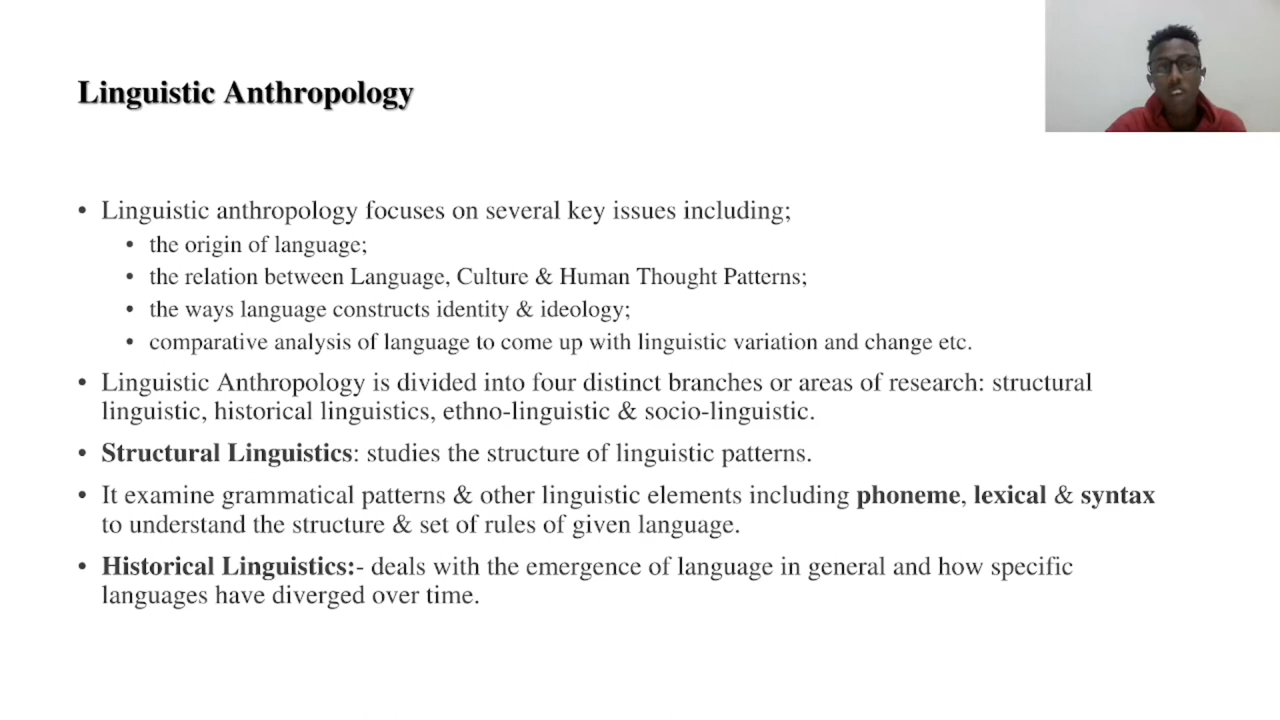 Linguistic Anthropology
• Linguistic anthropology focuses on several key issues including;
• the origin of language;
• the relation between Language, Culture & Human Thought Patterns;
• the ways language constructs identity & ideology;
• comparative analysis of language to come up with linguistic variation and change etc.
• Linguistic Anthropology is divided into four distinct branches or areas of research: structural
linguistic, historical linguistics, ethno-linguistic & socio-linguistic.
• Structural Linguistics: studies the structure of linguistic patterns.
• It examine grammatical patterns & other linguistic elements including phoneme, lexical & syntax
to understand the structure & set of rules of given language.
• Historical Linguistics:- deals with the emergence of language in general and how specific
languages have diverged over time.